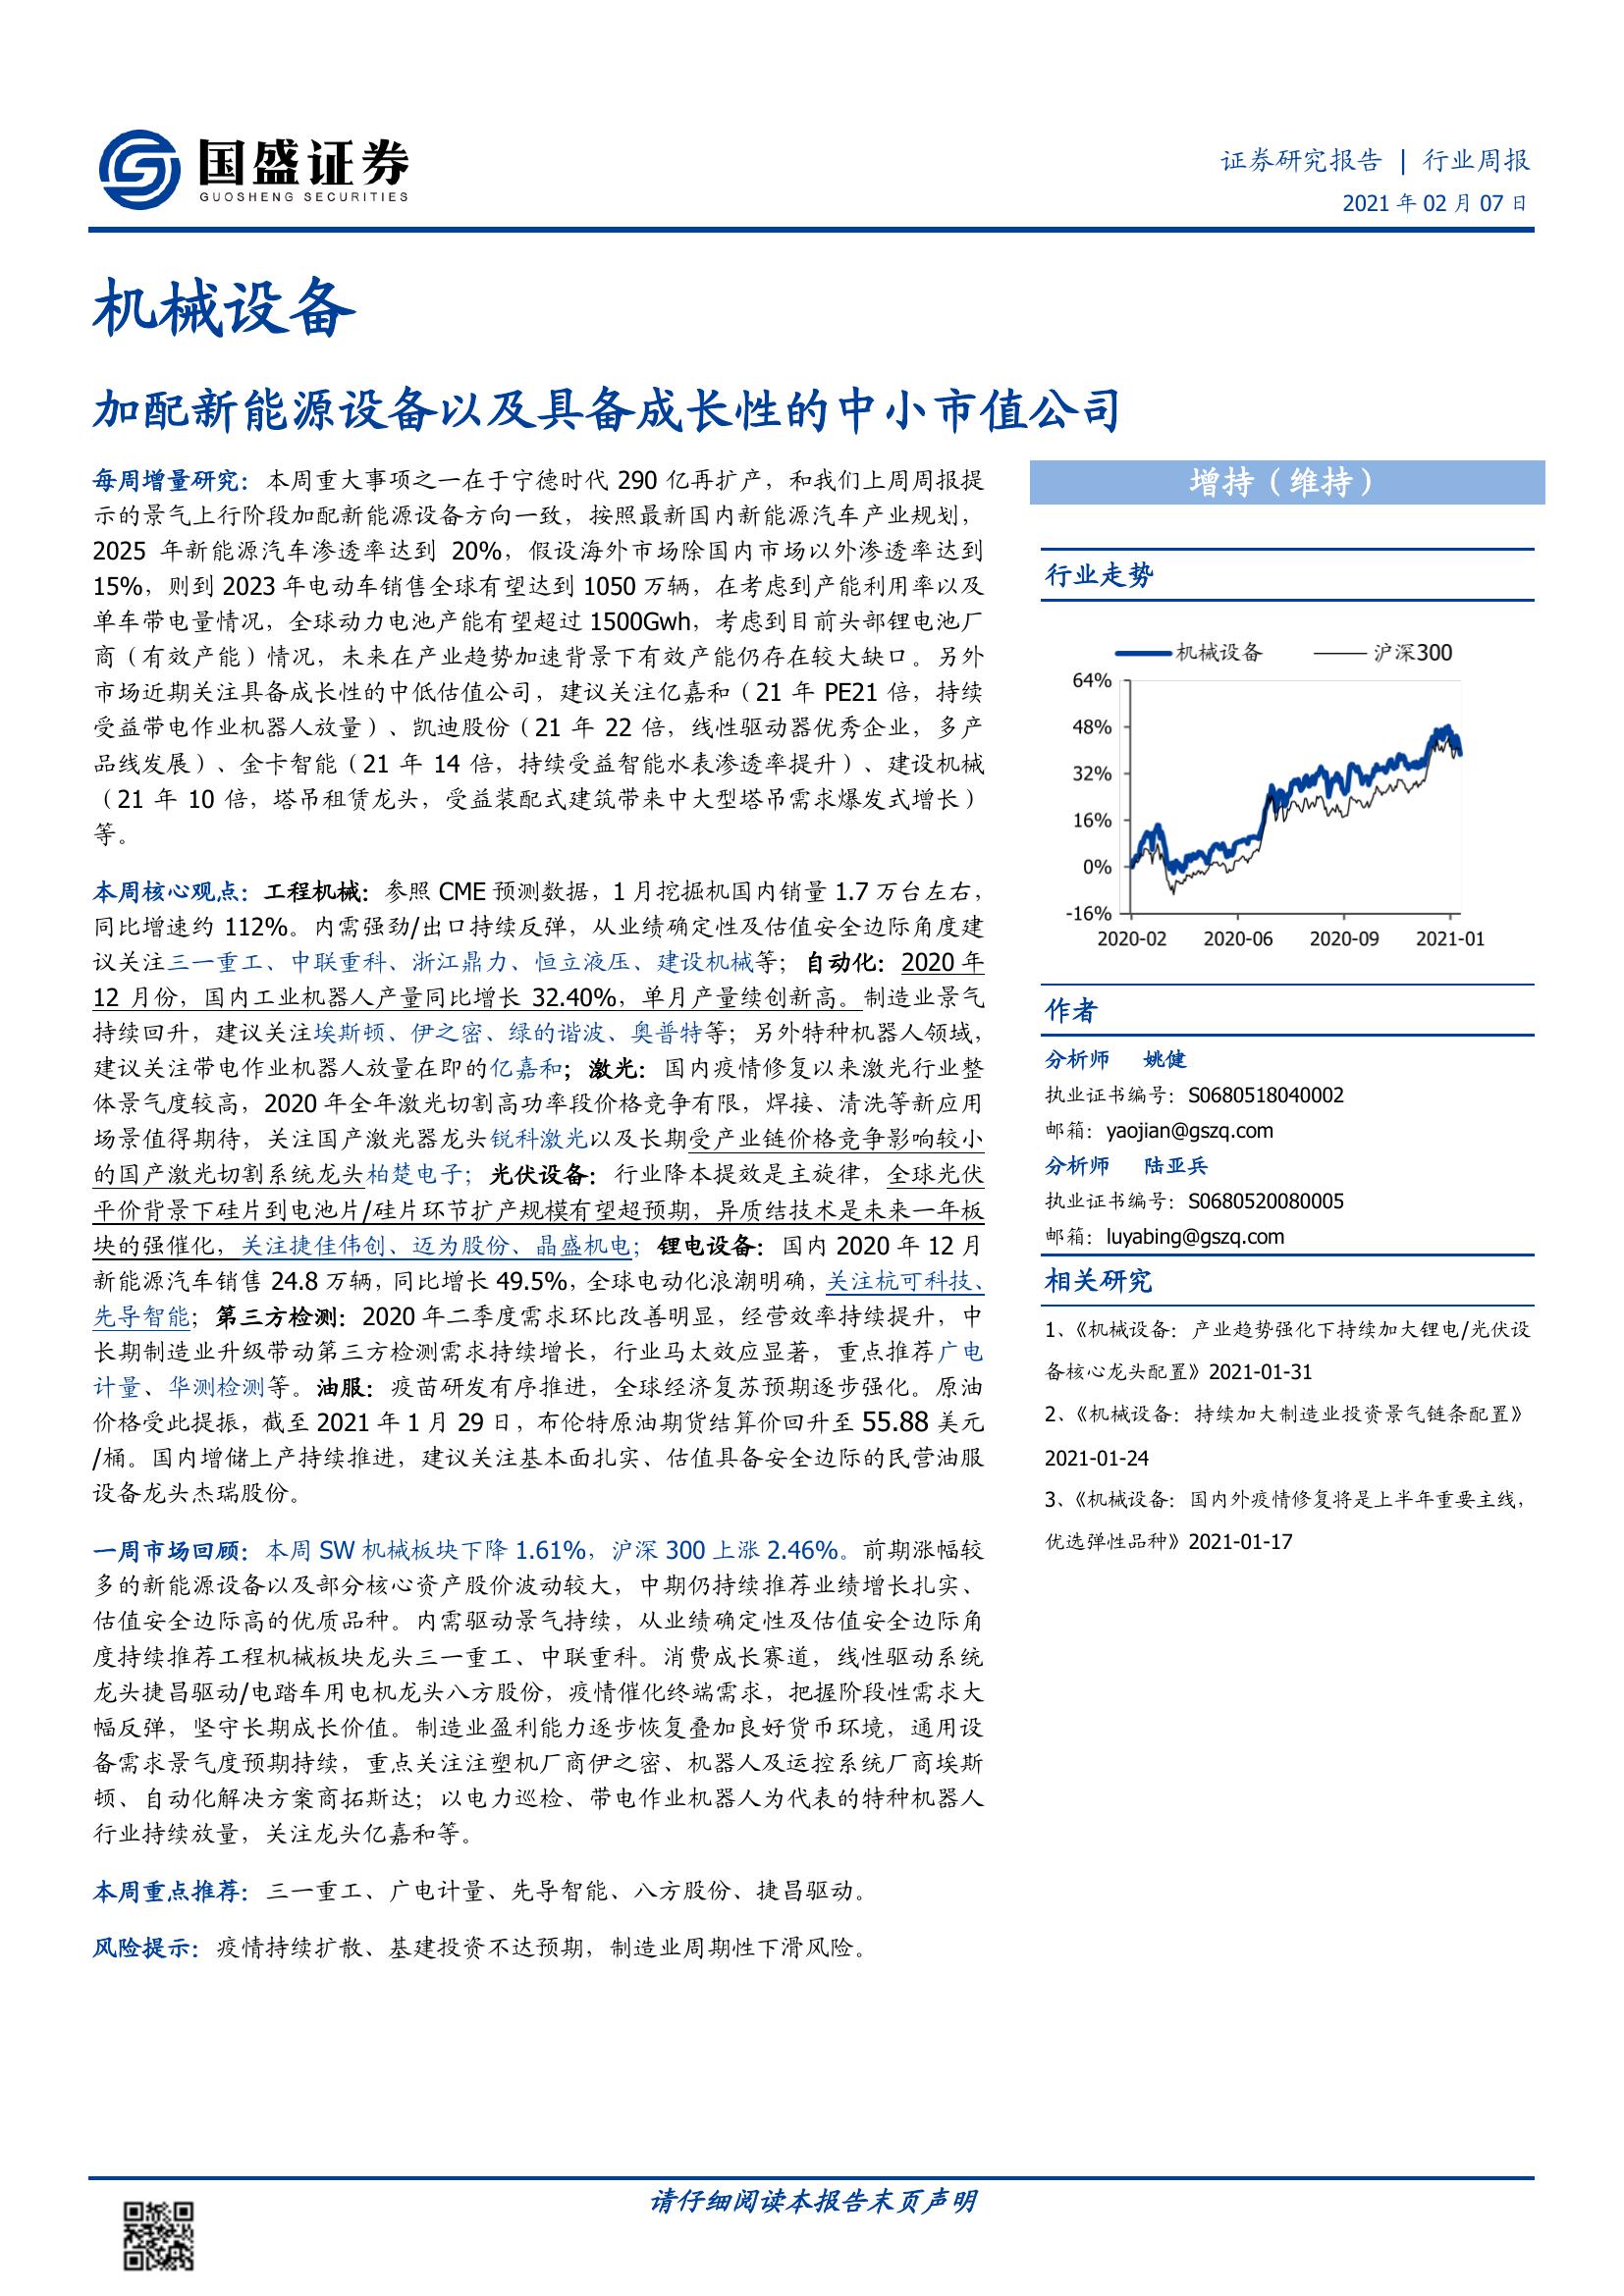 国盛证券
GUOSHENG SECURITIES
证券研究报告 | 行业周报
2021 年 02 月 07 日
机械设备
加配新能源设备以及具备成长性的中小市值公司
每周增量研究：本周重大事项之一在于宁德时代 290 亿再扩产，和我们上周周报提
示的景气上行阶段加配新能源设备方向一致，按照最新国内新能源汽车产业规划，
2025 年新能源汽车渗透率达到 20%，假设海外市场除国内市场以外渗透率达到
15%，则到 2023 年电动车销售全球有望达到 1050 万辆，在考虑到产能利用率以及
单车带电量情况，全球动力电池产能有望超过 1500Gwh，考虑到目前头部锂电池厂
商（有效产能）情况，未来在产业趋势加速背景下有效产能仍存在较大缺口。另外
市场近期关注具备成长性的中低估值公司，建议关注亿嘉和（21 年 PE21 倍，持续
受益带电作业机器人放量）、凯迪股份（21 年 22 倍，线性驱动器优秀企业，多产
品线发展）、金卡智能（21 年 14 倍，持续受益智能水表渗透率提升）、建设机械
（21 年 10 倍，塔吊租赁龙头，受益装配式建筑带来中大型塔吊需求爆发式增长）
等。
本周核心观点：工程机械：参照 CME 预测数据，1 月挖掘机国内销量 1.7 万台左右，
同比增速约 112%。内需强劲/出口持续反弹，从业绩确定性及估值安全边际角度建
议关注三一重工、中联重科、浙江鼎力、恒立液压、建设机械等；自动化：2020 年
12 月份，国内工业机器人产量同比增长 32.40%，单月产量续创新高。制造业景气
持续回升，建议关注埃斯顿、伊之密、绿的谐波、奥普特等；另外特种机器人领域，
建议关注带电作业机器人放量在即的亿嘉和；激光：国内疫情修复以来激光行业整
体景气度较高，2020 年全年激光切割高功率段价格竞争有限，焊接、清洗等新应用
场景值得期待，关注国产激光器龙头锐科激光以及长期受产业链价格竞争影响较小
的国产激光切割系统龙头柏楚电子；光伏设备：行业降本提效是主旋律，全球光伏
平价背景下硅片到电池片/硅片环节扩产规模有望超预期，异质结技术是未来一年板
块的强催化，关注捷佳伟创、迈为股份、晶盛机电；锂电设备：国内 2020 年 12 月
新能源汽车销售 24.8 万辆，同比增长 49.5%，全球电动化浪潮明确，关注杭可科技、
先导智能；第三方检测：2020 年二季度需求环比改善明显，经营效率持续提升，中
长期制造业升级带动第三方检测需求持续增长，行业马太效应显著，重点推荐广电
计量、华测检测等。油服：疫苗研发有序推进，全球经济复苏预期逐步强化。原油
价格受此提振，截至 2021 年 1 月 29 日，布伦特原油期货结算价回升至 55.88 美元
/桶。国内增储上产持续推进，建议关注基本面扎实、估值具备安全边际的民营油服
设备龙头杰瑞股份。
一周市场回顾：本周 SW 机械板块下降 1.61%，沪深 300 上涨 2.46%。前期涨幅较
多的新能源设备以及部分核心资产股价波动较大，中期仍持续推荐业绩增长扎实、
估值安全边际高的优质品种。内需驱动景气持续，从业绩确定性及估值安全边际角
度持续推荐工程机械板块龙头三一重工、中联重科。消费成长赛道，线性驱动系统
龙头捷昌驱动/电踏车用电机龙头八方股份，疫情催化终端需求，把握阶段性需求大
幅反弹，坚守长期成长价值。制造业盈利能力逐步恢复叠加良好货币环境，通用设
备需求景气度预期持续，重点关注注塑机厂商伊之密、机器人及运控系统厂商埃斯
顿、自动化解决方案商拓斯达；以电力巡检、带电作业机器人为代表的特种机器人
行业持续放量，关注龙头亿嘉和等。
本周重点推荐：三一重工、广电计量、先导智能、八方股份、捷昌驱动。
风险提示：疫情持续扩散、基建投资不达预期，制造业周期性下滑风险。
增持（维持）
行业走势
机械设备 沪深300
64%
48%
32%
16%
0%
-16%
2020-02 2020-06 2020-09 2021-01
作者
分析师 姚健
执业证书编号：S0680518040002
邮箱：yaojian@gszq.com
分析师 陆亚兵
执业证书编号：S0680520080005
邮箱：luyabing@gszq.com
相关研究
1、《机械设备：产业趋势强化下持续加大锂电/光伏设
备核心龙头配置》2021-01-31
2、《机械设备：持续加大制造业投资景气链条配置》
2021-01-24
3、《机械设备：国内外疫情修复将是上半年重要主线，
优选弹性品种》2021-01-17
请仔细阅读本报告末页声明